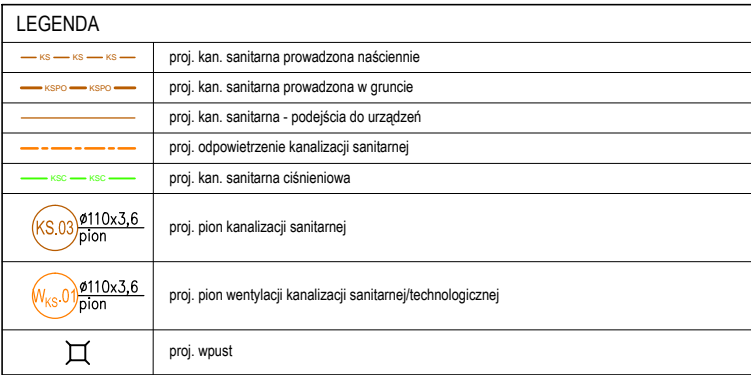 LEGENDA
KS KS KS proj. kan. sanitarna prowadzona naściennie
KSPO KSPO proj. kan. sanitarna prowadzona w gruncie
proj. kan. sanitarna - podejścia do urządzeń
proj. odpowietrzenie kanalizacji sanitarnej
KSC KSC proj. kan. sanitarna ciśnieniowa
KS.03 ø110x3,6
pion
proj. pion kanalizacji sanitarnej
WKS.01 ø110x3,6
pion
proj. pion wentylacji kanalizacji sanitarnej/technologicznej
proj. wpust